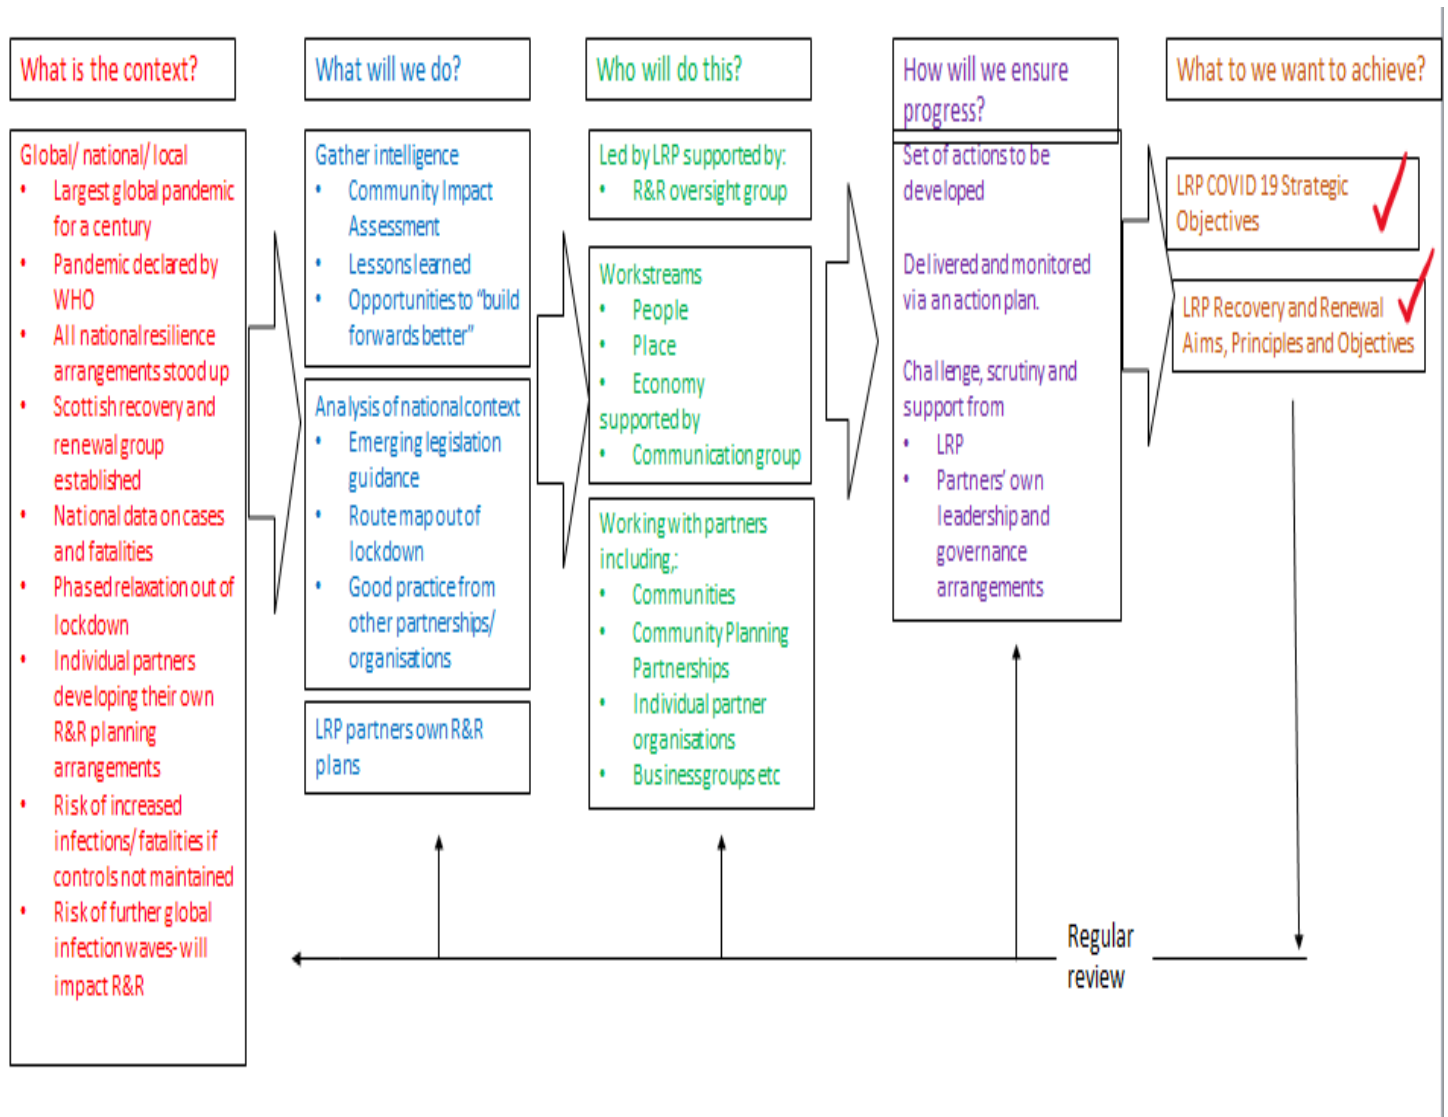 What is the context?
Global/ national/ local
• Largest global pandemic
for a century
• Pandemic declared by
WHO
• All national resilience
arrangements stood up
• Scottish recovery and
renewal group
established
• National data on cases
and fatalities
• Phased relaxation out of
lockdown
• Individual partners
developing their own
R&R planning
arrangements
• Risk of increased
infections/ fatalities if
controls not maintained
• Risk of further global
infection waves- will
impact R&R
What will we do?
Gather intelligence
• Community Impact
Assessment
• Lessons learned
• Opportunities to “build
forwards better”
Analysis of national context
• Emerging legislation
guidance
• Route map out of
lockdown
• Good practice from
other partnerships/
organisations
LRP partners own R&R
plans
Who will do this?
Led by LRP supported by:
• R&R oversight group
Workstreams
• People
• Place
• Economy
supported by
• Communication group
Working with partners
including,:
• Communities
• Community Planning
Partnerships
• Individual partner
organisations
• Business groups etc
How will we ensure
progress?
Set of actions to be
developed
Delivered and monitored
via an action plan.
Challenge, scrutiny and
support from
• LRP
• Partners’ own
leadership and
governance
arrangements
What to we want to achieve?
LRP COVID 19 Strategic
Objectives
LRP Recovery and Renewal
Aims, Principles and Objectives
Regular
review